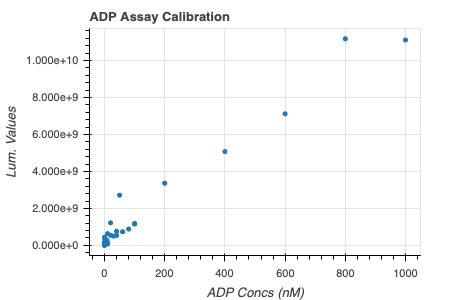 ADP Assay Calibration
1.000e+10
8.000e+9
6.000e+9
4.000e+9
2.000e+9
0.000e+0
Lum. Values
0 200 400 600 800 1000
ADP Concs (nM)